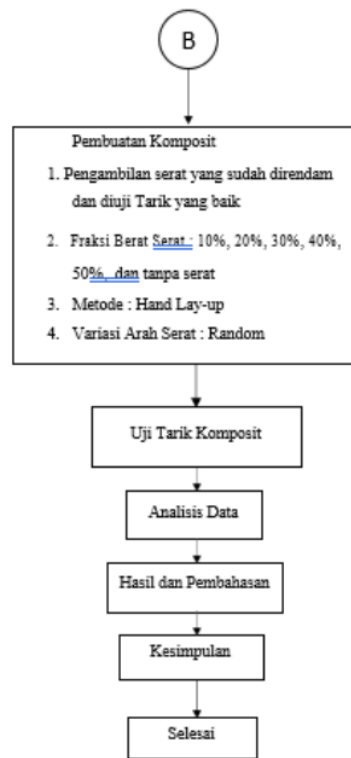 B
Pembuatan Komposit
1. Pengambilan serat yang sudah direndam
dan diuji Tarik yang baik
2. Fraksi Berat Serat : 10%, 20%, 30%, 40%,
50%, dan tanpa serat
3. Metode : Hand Lay-up
4. Variasi Arah Serat : Random
Uji Tarik Komposit
Analisis Data
Hasil dan Pembahasan
Kesimpulan
Selesai